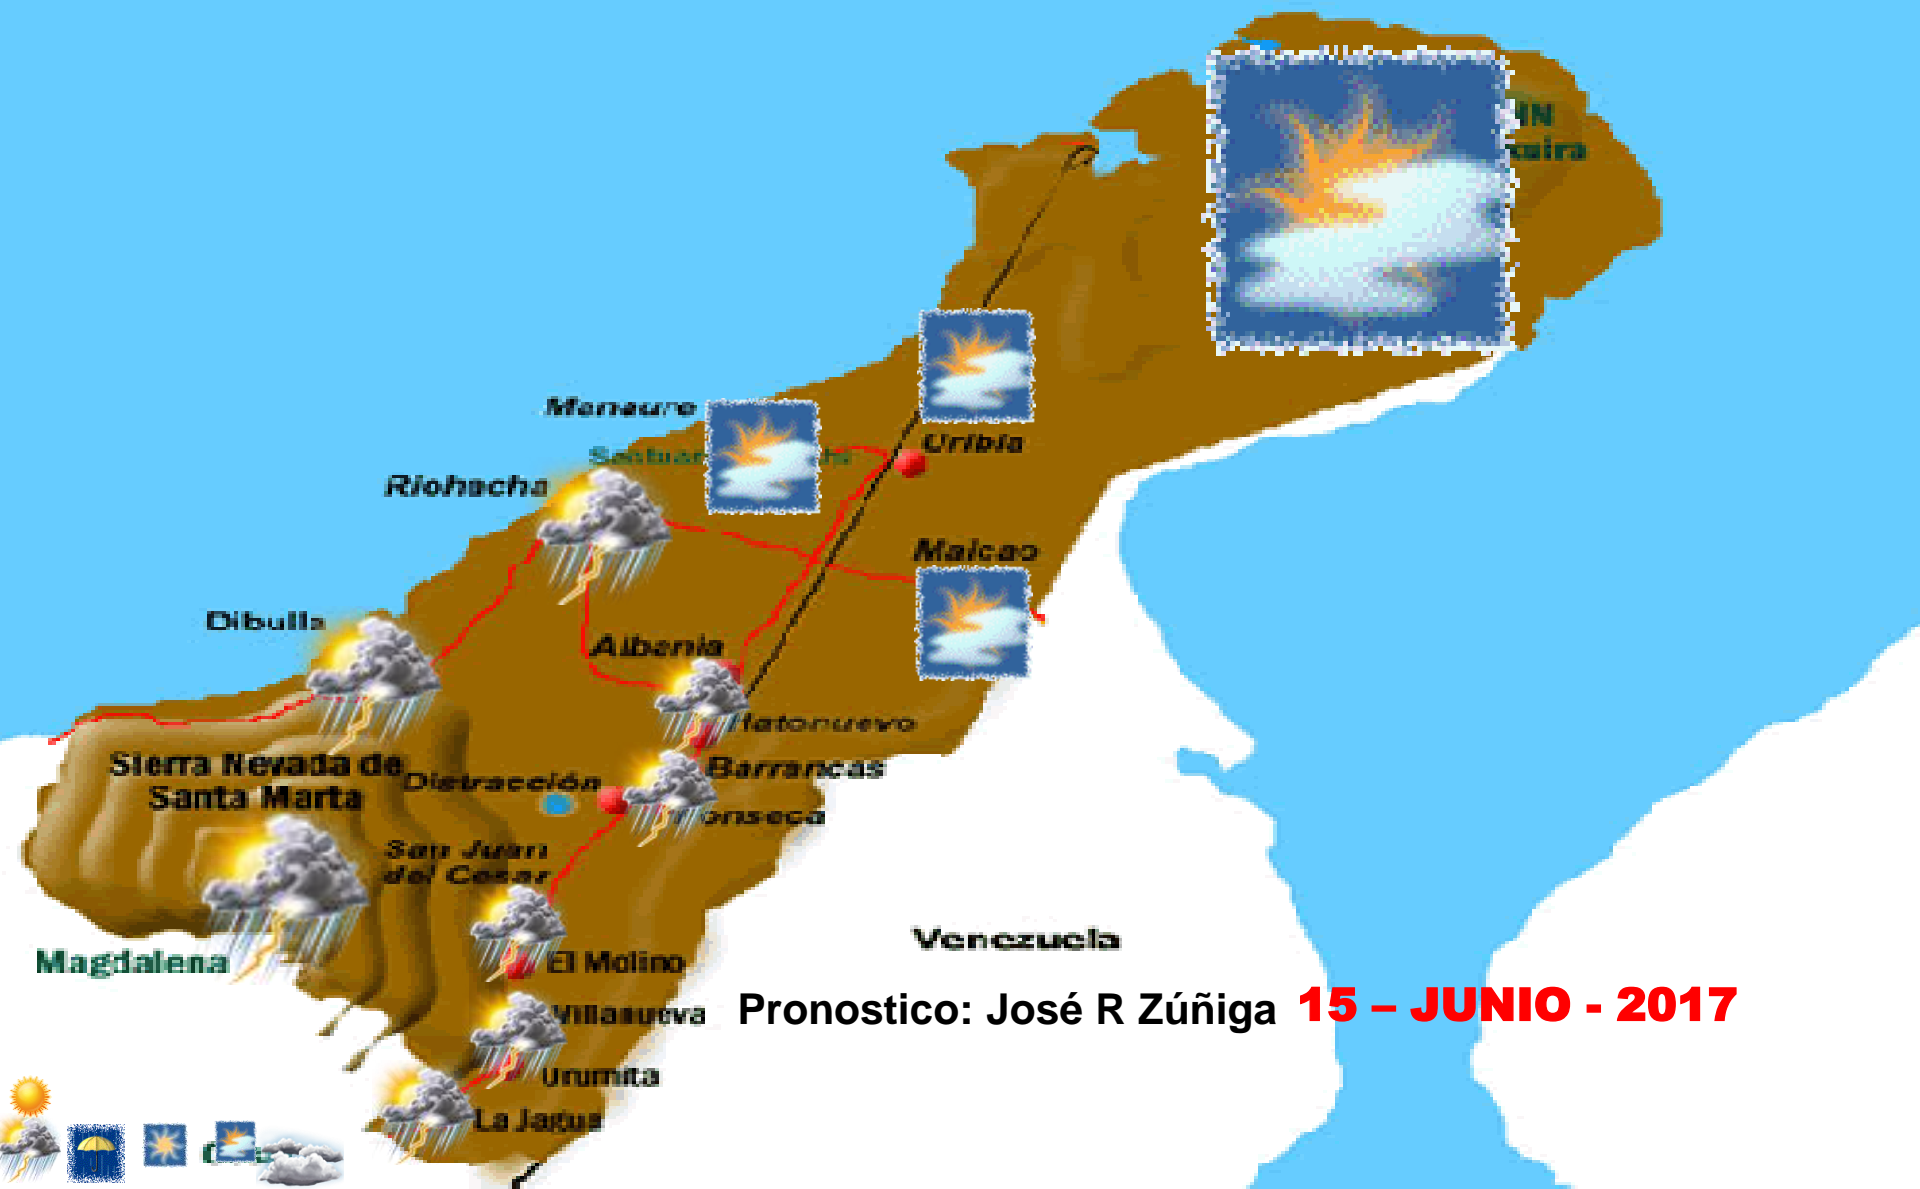 Manaure
Uribia
Riohacha
Maicao
Dibulla
Albania
Hatonuevo
Sierra Nevada de
Santa Marta
Distracción
Barrancas
Fonseca
San Juan
del Cesar
Magdalena
El Molino
Venezuela
Villanueva
Pronostico: José R Zúñiga
15 – JUNIO - 2017
Urumita
La Jagua